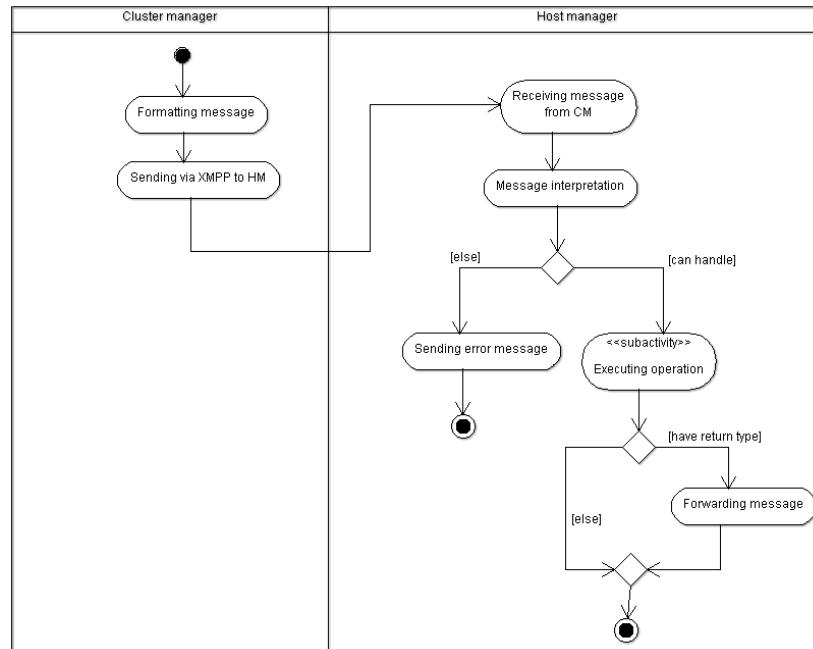 Cluster manager
Host manager
Formatting message
Sending via XMPP to HM
Receiving message
from CM
Message interpretation
[else]
[can handle]
Sending error message
<<subactivity>>
Executing operation
[have return type]
Forwarding message
[else]